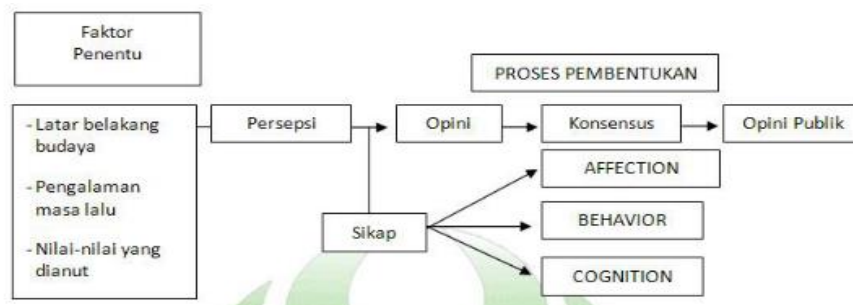 Faktor
Penentu
PROSES PEMBENTUKAN
- Latar belakang
budaya
- Pengalaman
masa lalu
- Nilai-nilai yang
dianut
Persepsi
Opini
Konsensus
Opini Publik
Sikap
AFFECTION
BEHAVIOR
COGNITION